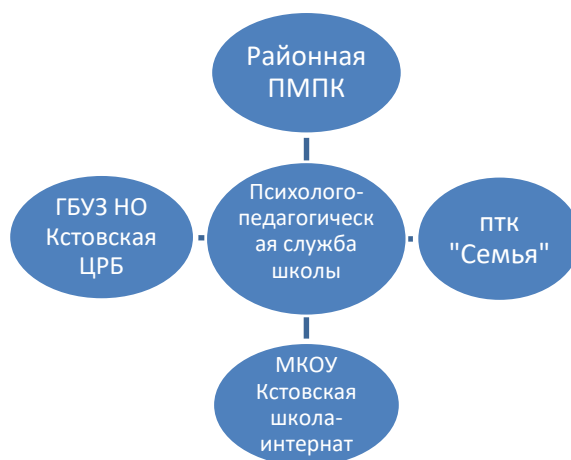 Районная
ПМПК
Психолого-
педагогическ
ая служба
школы
ГБУЗ НО
Кстовская
ЦРБ
птк
"Семья"
МКОУ
Кстовская
школа-
интернат